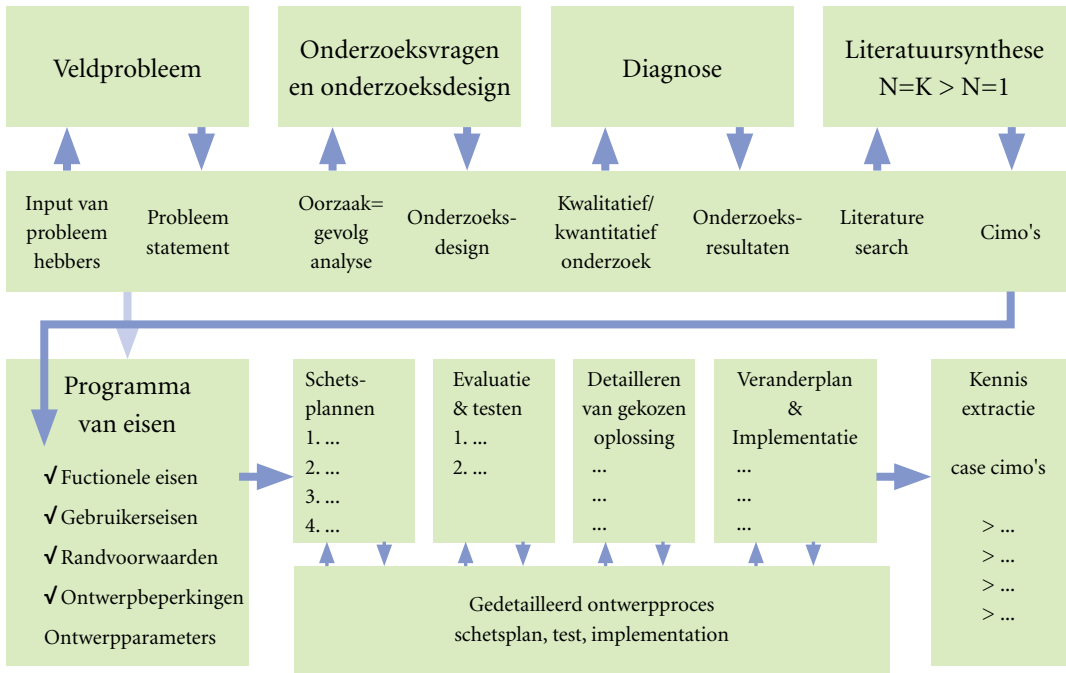 Veldprobleem
Onderzoeksvragen
en onderzoeksdesign
Diagnose
Literatuursynthese
N=K > N=1
Input van
probleem
hebbers
Probleem
statement
Oorzaak=
gevolg
analyse
Onderzoeks-
design
Kwalitatief/
kwantitatief
onderzoek
Onderzoeks-
resultaten
Literature
search
Cimo's
Programma
van eisen
√ Fuctionele eisen
√ Gebruikerseisen
√ Randvoorwaarden
√ Ontwerpbeperkingen
Ontwerpparameters
Schets-
plannen
1. ...
2. ...
3. ...
4. ...
Evaluatie
& testen
1. ...
2. ...
Detailleren
van gekozen
oplossing
...
...
...
Veranderplan
&
Implementatie
...
...
...
Kennis
extractie
case cimo's
> ...
> ...
> ...
> ...
Gedetailleerd ontwerpproces
schetsplan, test, implementation